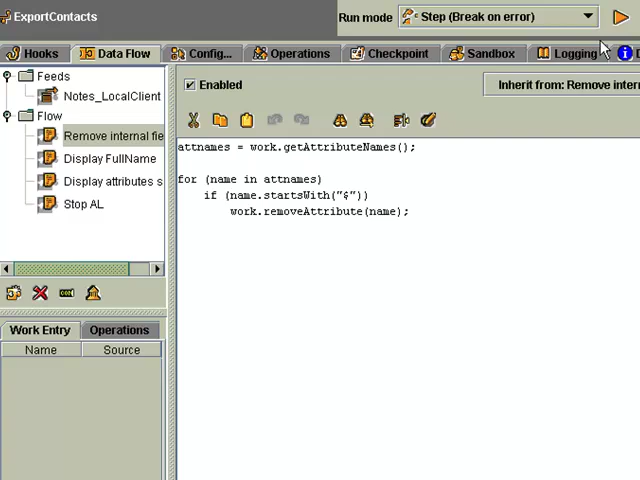 ExportContacts
Run mode
Step (Break on error)
Hooks
Data Flow
Config...
Operations
Checkpoint
Sandbox
Logging
Feeds
Notes_LocalClient
Flow
Remove internal fie
Display FullName
Display attributes s
Stop AL
Enabled
Inherit from: Remove inter
attnames = work.getAttributeNames();
for (name in attnames)
if (name.startsWith("$"))
work.removeAttribute(name);
Work Entry
Operations
Name
Source